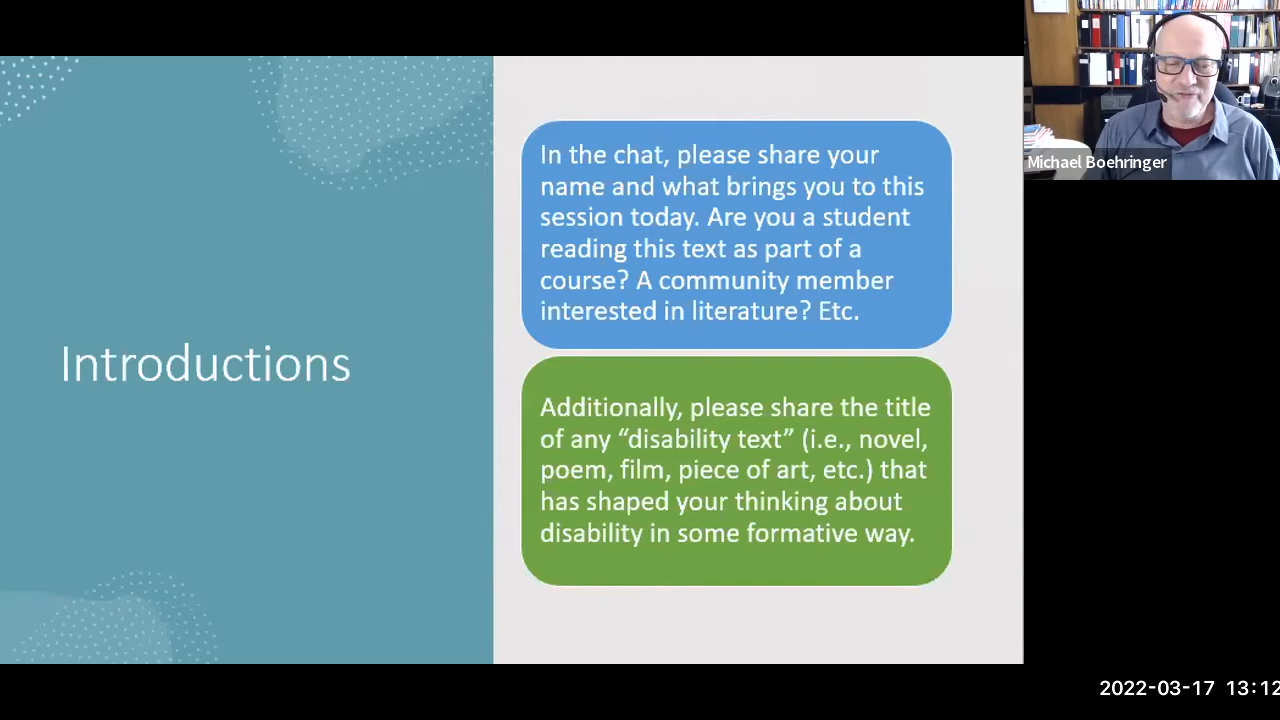 Introductions
In the chat, please share your
name and what brings you to this
session today. Are you a student
reading this text as part of a
course? A community member
interested in literature? Etc.
Additionally, please share the title
of any “disability text” (i.e., novel,
poem, film, piece of art, etc.) that
has shaped your thinking about
disability in some formative way.
Michael Boehringer
2022-03-17 13:12